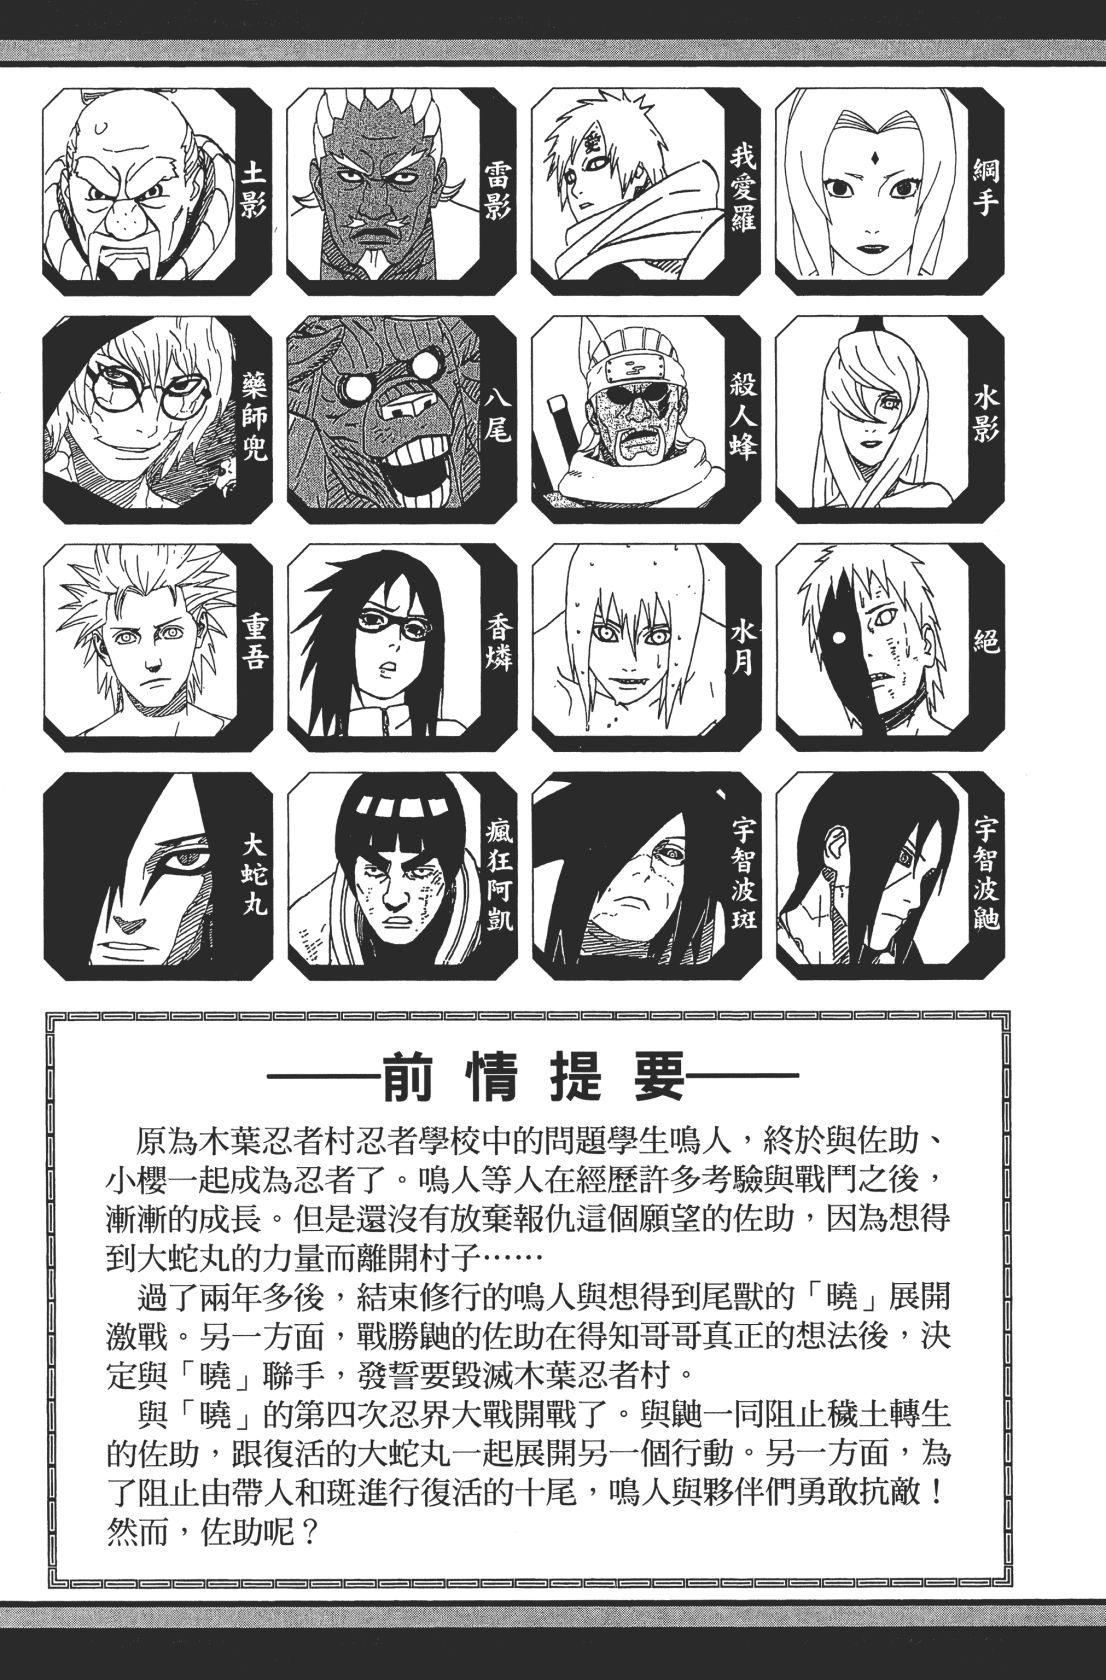 綱手
我愛羅
雷影
土影
水影
殺人蜂
八尾
藥師兜
絕
水月
香燐
重吾
宇智波鼬
宇智波斑
瘋狂阿凱
大蛇丸
前情提要
原為木葉忍者村忍者學校中的問題學生鳴人，終於與佐助、
小櫻一起成為忍者了。鳴人等人在經歷許多考驗與戰鬥之後，
漸漸的成長。但是還沒有放棄報仇這個願望的佐助，因為想得
到大蛇丸的力量而離開村子……
過了兩年多後，結束修行的鳴人與想得到尾獸的「曉」展開
激戰。另一方面，戰勝鼬的佐助在得知哥哥真正的想法後，決
定與「曉」聯手，發誓要毀滅木葉忍者村。
與「曉」的第四次忍界大戰開戰了。與鼬一同阻止穢土轉生
的佐助，跟復活的大蛇丸一起展開另一個行動。另一方面，為
了阻止由帶人和斑進行復活的十尾，鳴人與夥伴們勇敢抗敵！
然而，佐助呢？
愛